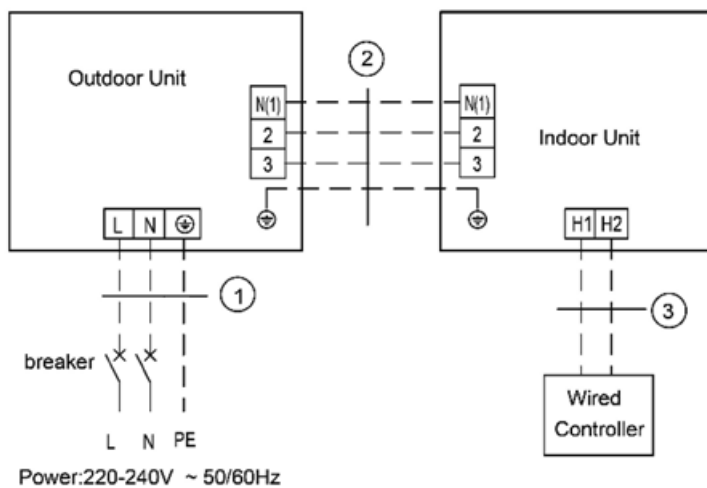 Outdoor Unit
N(1)
2
3
L N
2
N(1)
2
3
Indoor Unit
H1 H2
1
breaker
L N PE
Power:220-240V ~ 50/60Hz
3
Wired
Controller